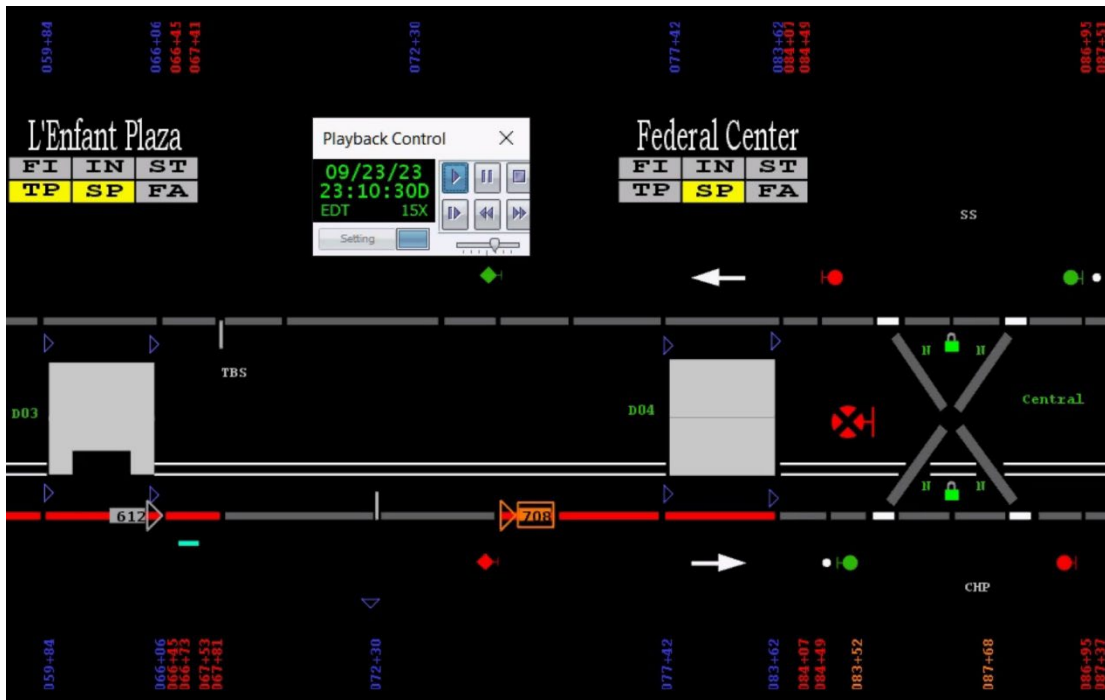 059+84
066+06
066+45
067+41
072+30
077+42
083+62
084+07
084+49
086+95
087+51
L'Enfant Plaza
FI IN ST
TP SP FA
Playback Control
09/23/23
23:10:30D
EDT 15X
Setting
Federal Center
FI IN ST
TP SP FA
SS
TBS
N N
Central
D03
D04
N N
612
708
CHP
059+84
066+06
066+45
066+73
067+53
067+81
072+30
077+42
083+62
084+07
084+49
083+52
087+68
086+95
087+37